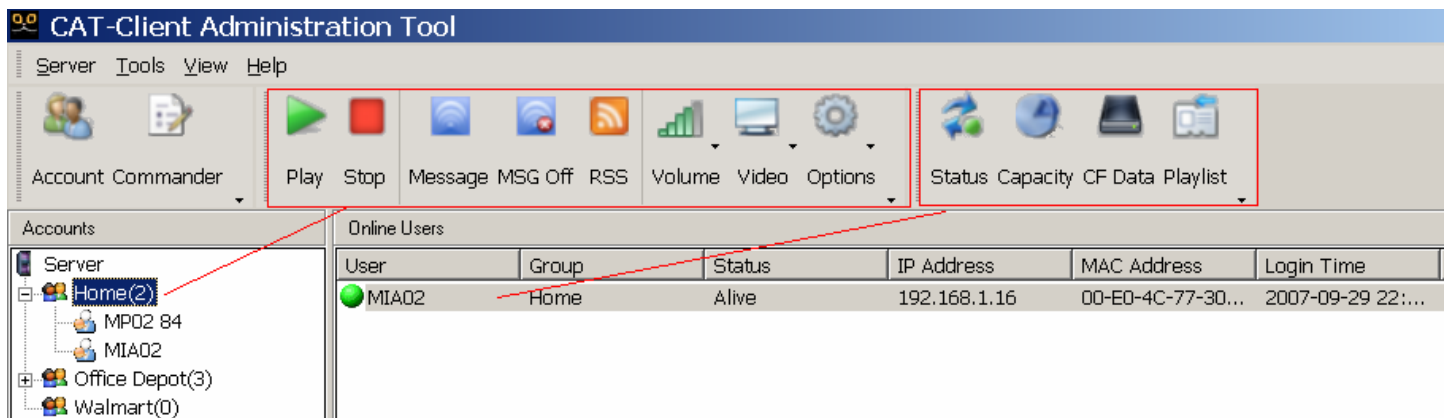 CAT-Client Administration Tool
Server Tools View Help
Account Commander Play Stop Message MSG Off RSS Volume Video Options Status Capacity CF Data Playlist
Accounts Online Users
Server User Group Status IP Address MAC Address Login Time
Home(2) MIA02 Home Alive 192.168.1.16 00-E0-4C-77-30... 2007-09-29 22:...
MP02 84
MIA02
Office Depot(3)
Walmart(0)